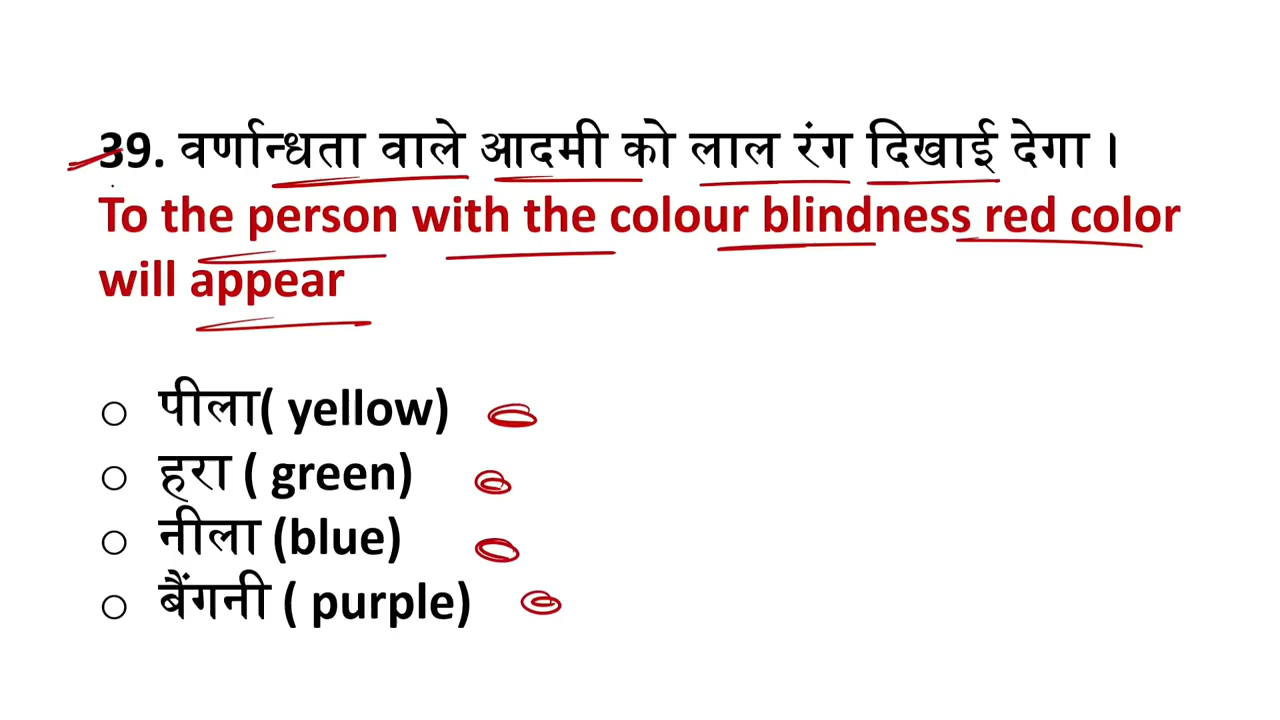 39. वर्णान्धता वाले आदमी को लाल रंग दिखाई देगा ।
To the person with the colour blindness red color
will appear
○ पीला( yellow)
○ हरा ( green)
○ नीला (blue)
○ बैंगनी ( purple)